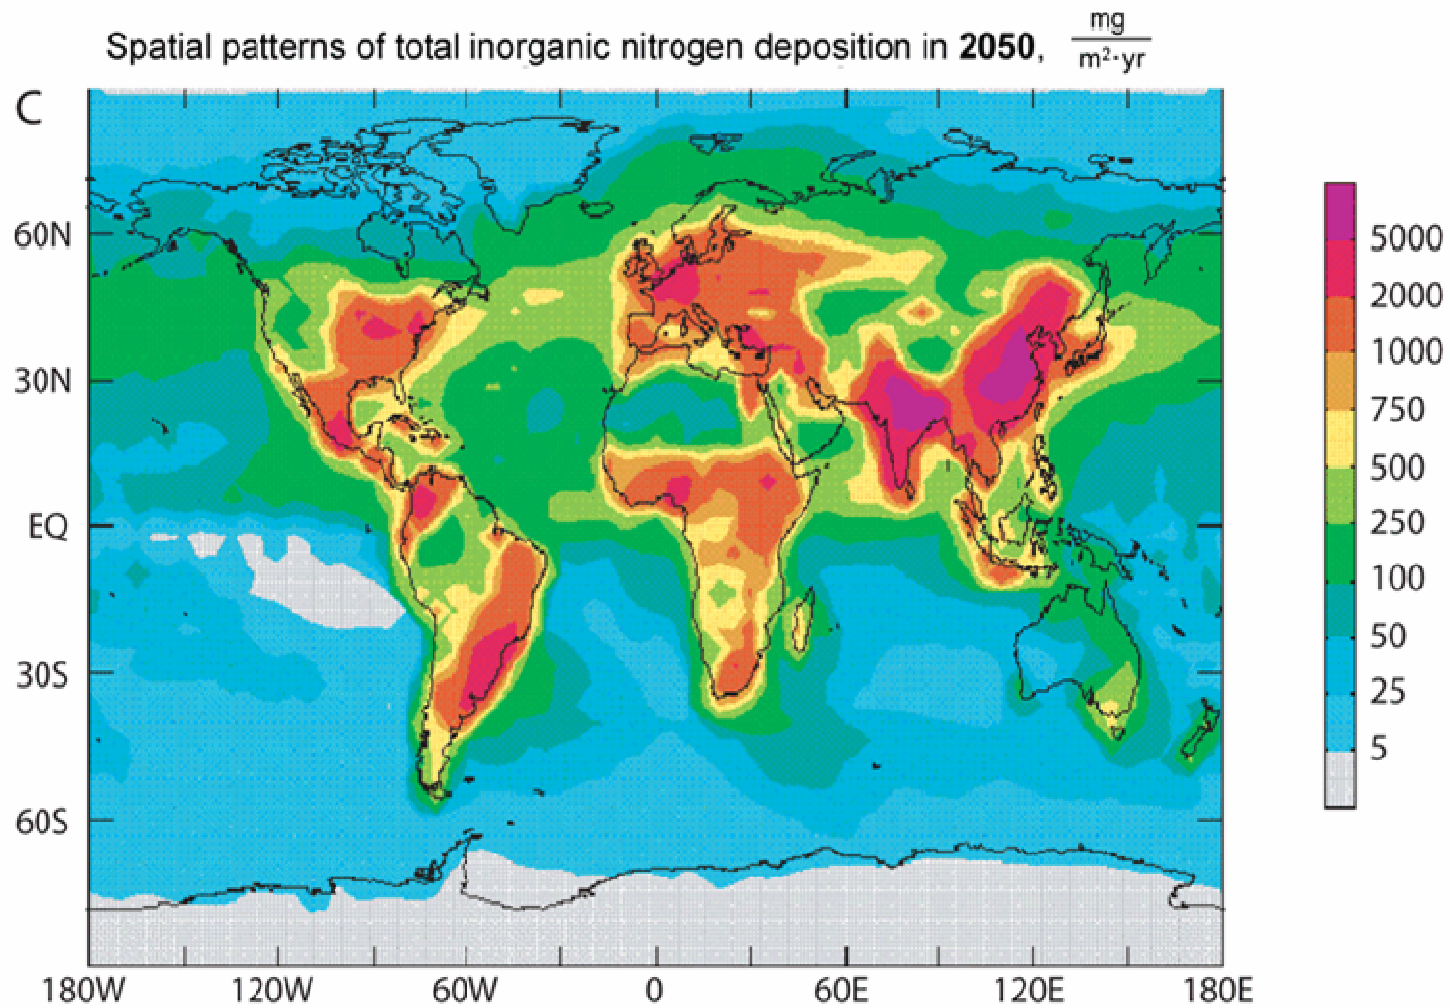 Spatial patterns of total inorganic nitrogen deposition in 2050, mg
m²·yr
C
60N
30N
EQ
30S
60S
180W 120W 60W 0 60E 120E 180E
5000
2000
1000
750
500
250
100
50
25
5